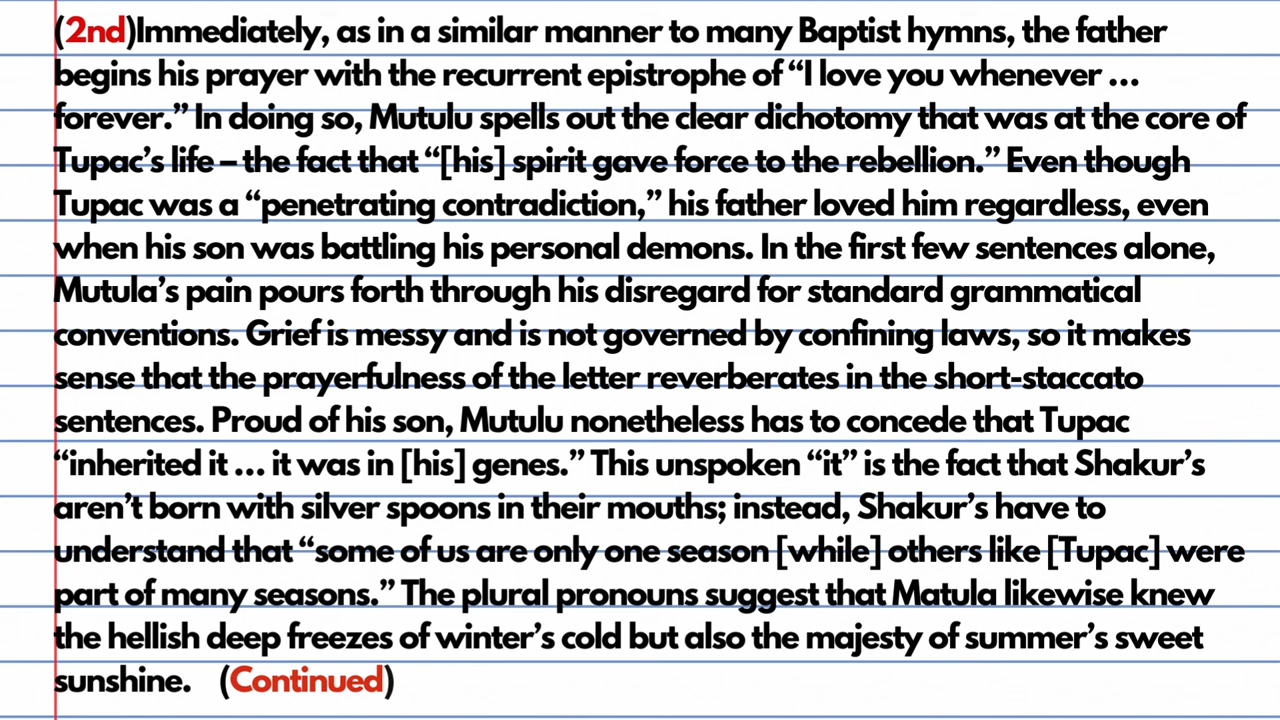 (2nd)Immediately, as in a similar manner to many Baptist hymns, the father
begins his prayer with the recurrent epistrophe of “I love you whenever ...
forever.” In doing so, Mutulu spells out the clear dichotomy that was at the core of
Tupac’s life – the fact that “[his] spirit gave force to the rebellion.” Even though
Tupac was a “penetrating contradiction,” his father loved him regardless, even
when his son was battling his personal demons. In the first few sentences alone,
Mutula’s pain pours forth through his disregard for standard grammatical
conventions. Grief is messy and is not governed by confining laws, so it makes
sense that the prayerfulness of the letter reverberates in the short-staccato
sentences. Proud of his son, Mutulu nonetheless has to concede that Tupac
“inherited it ... it was in [his] genes.” This unspoken “it” is the fact that Shakur’s
aren’t born with silver spoons in their mouths; instead, Shakur’s have to
understand that “some of us are only one season [while] others like [Tupac] were
part of many seasons.” The plural pronouns suggest that Matula likewise knew
the hellish deep freezes of winter’s cold but also the majesty of summer’s sweet
sunshine. (Continued)